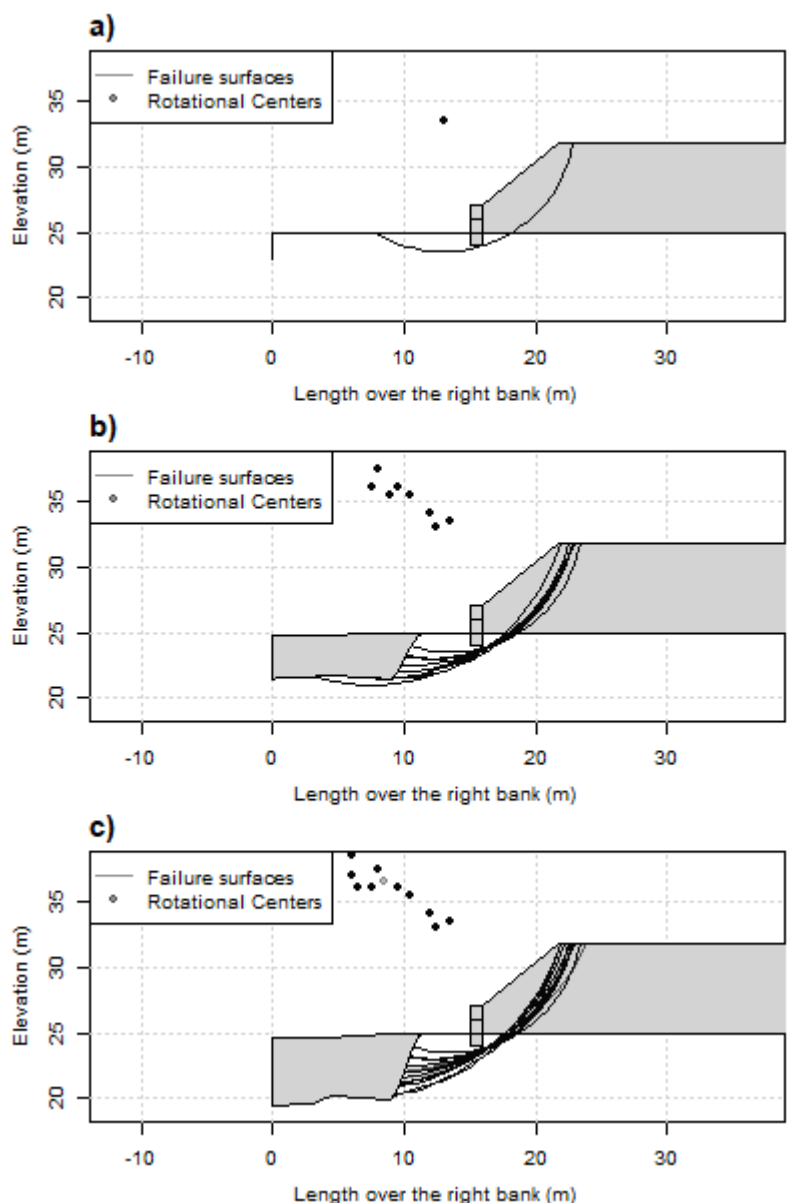 a)
Failure surfaces
Rotational Centers
Elevation (m)
35
30
25
20
-10 0 10 20 30
Length over the right bank (m)
b)
Failure surfaces
Rotational Centers
Elevation (m)
35
30
25
20
-10 0 10 20 30
Length over the right bank (m)
c)
Failure surfaces
Rotational Centers
Elevation (m)
35
30
25
20
-10 0 10 20 30
Length over the right bank (m)